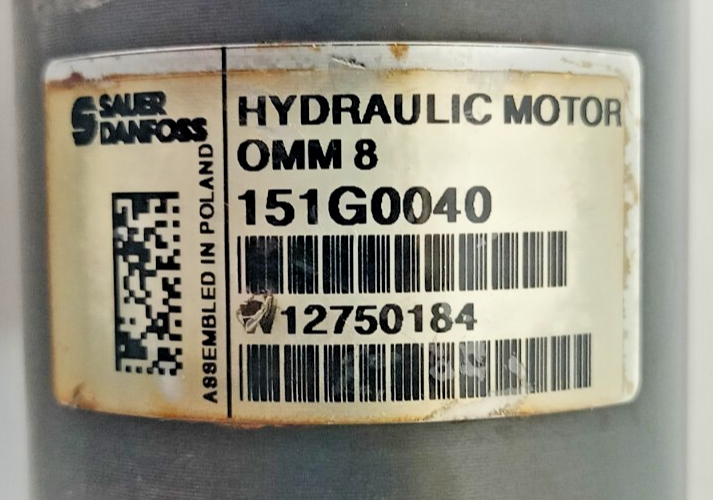 SAUER
DANFOSS
ASSEMBLED IN POLAND
HYDRAULIC MOTOR
OMM 8
151G0040
12750184